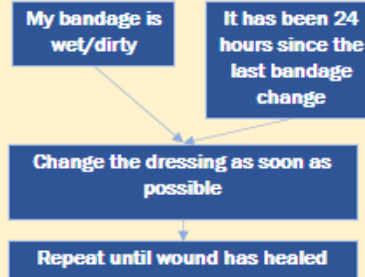 My bandage is
wet/dirty
It has been 24
hours since the
last bandage
change
Change the dressing as soon as
possible
Repeat until wound has healed